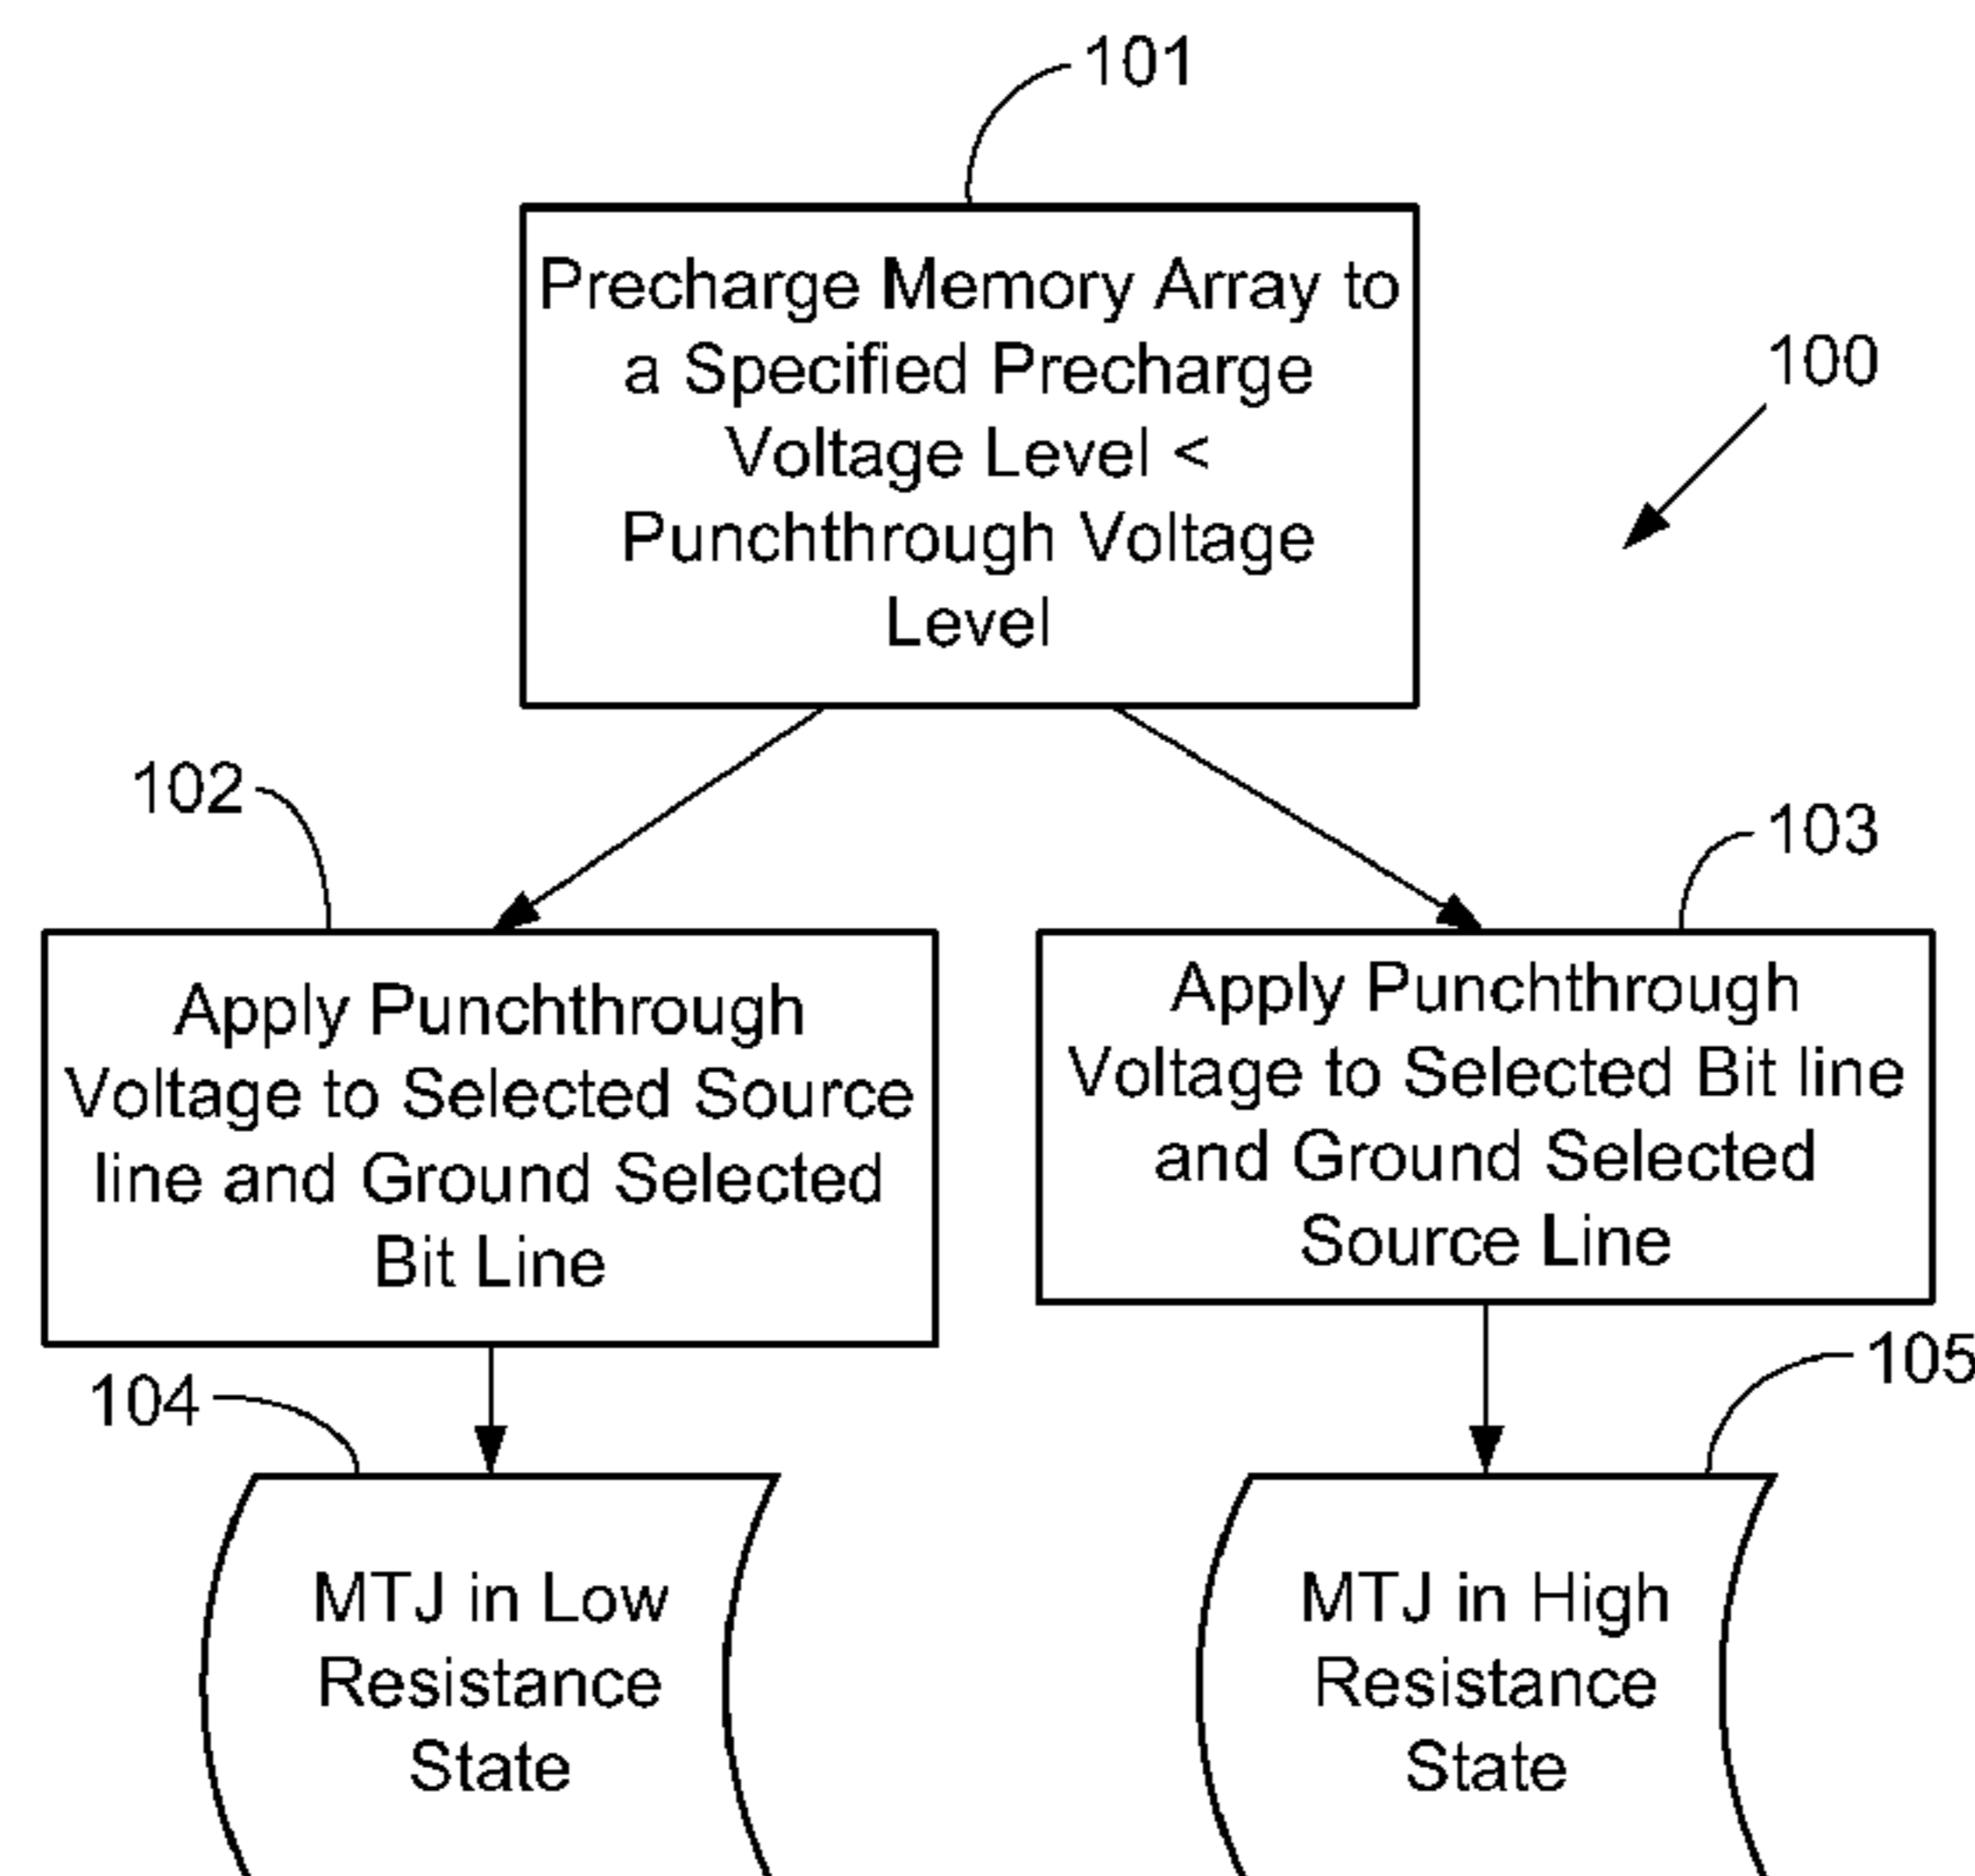 101
Precharge Memory Array to
a Specified Precharge
Voltage Level <
Punchthrough Voltage
Level
100
102
103
Apply Punchthrough
Voltage to Selected Source
line and Ground Selected
Bit Line
Apply Punchthrough
Voltage to Selected Bit line
and Ground Selected
Source Line
104
105
MTJ in Low
Resistance
State
MTJ in High
Resistance
State